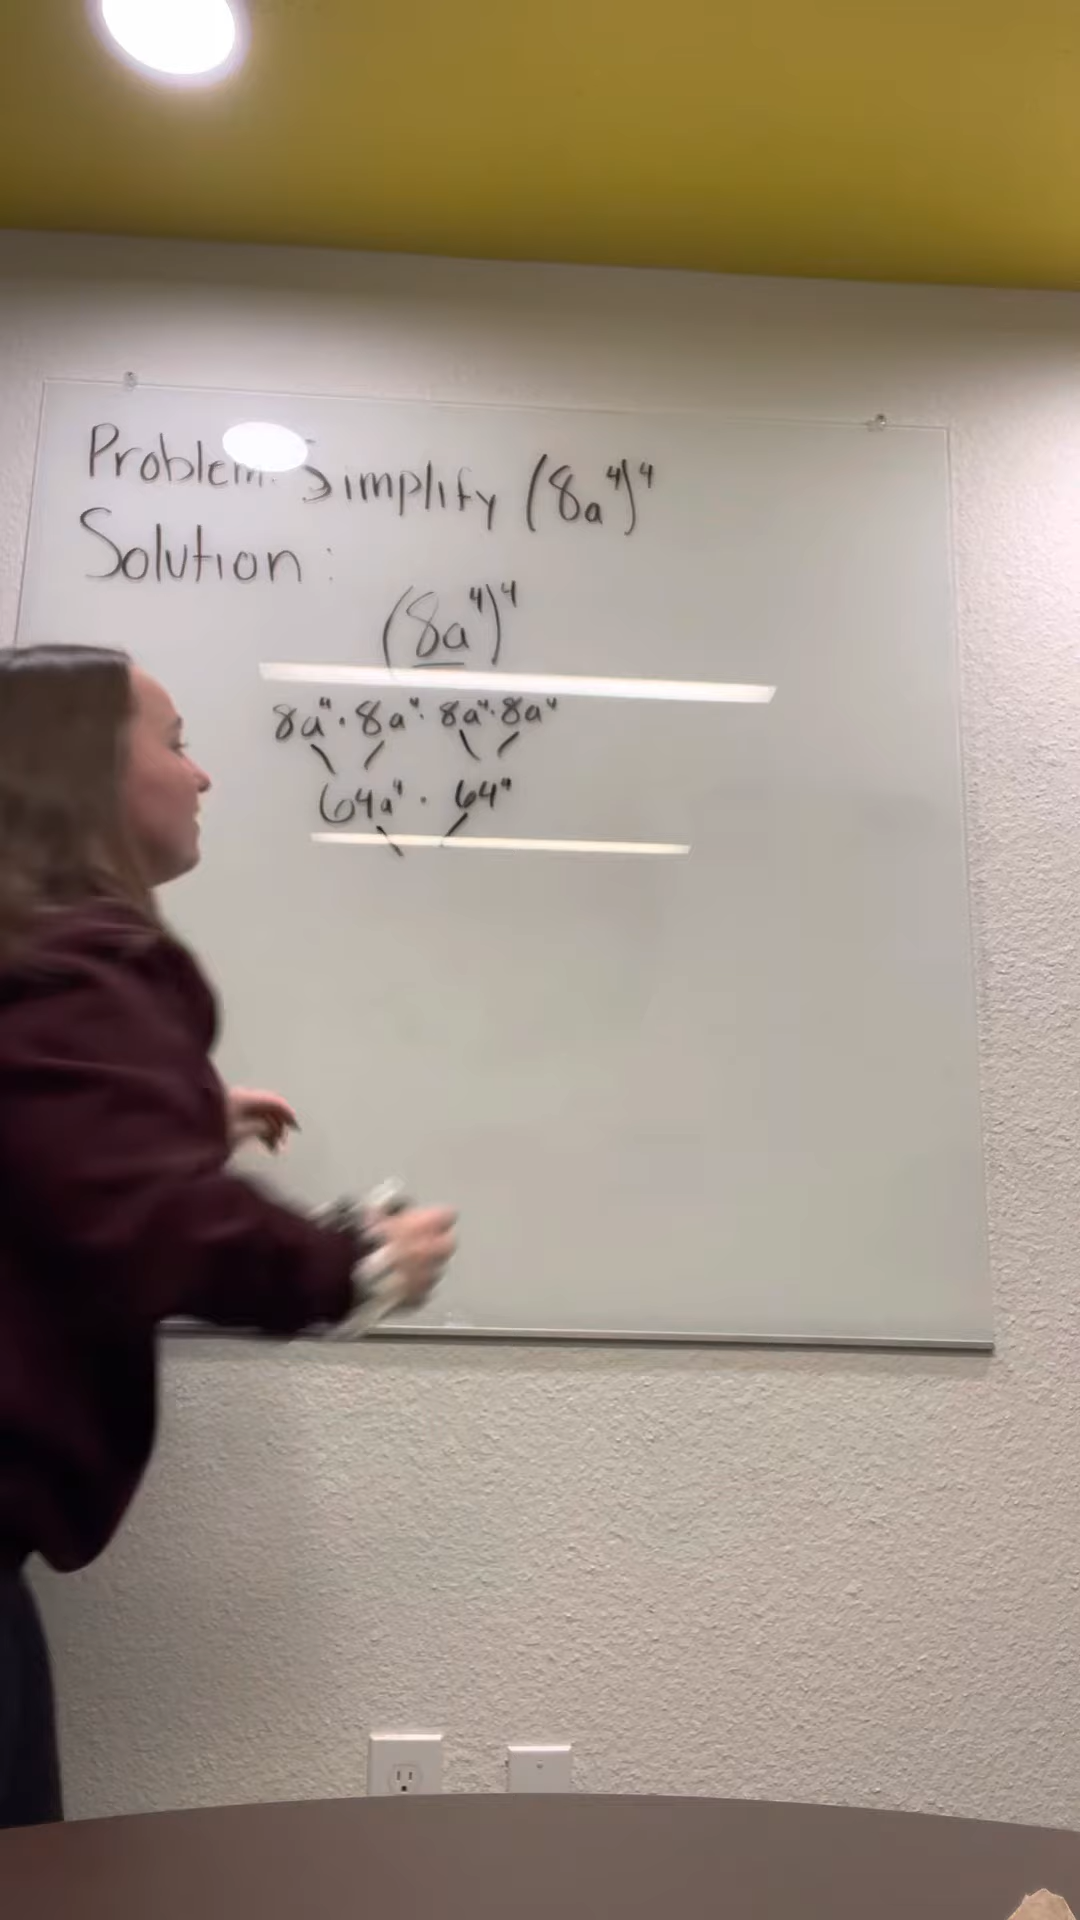 Problem: Simplify (8a⁴)⁴
Solution:
(8a⁴)⁴
8a⁴·8a⁴·8a⁴·8a⁴
64a⁴·64⁴